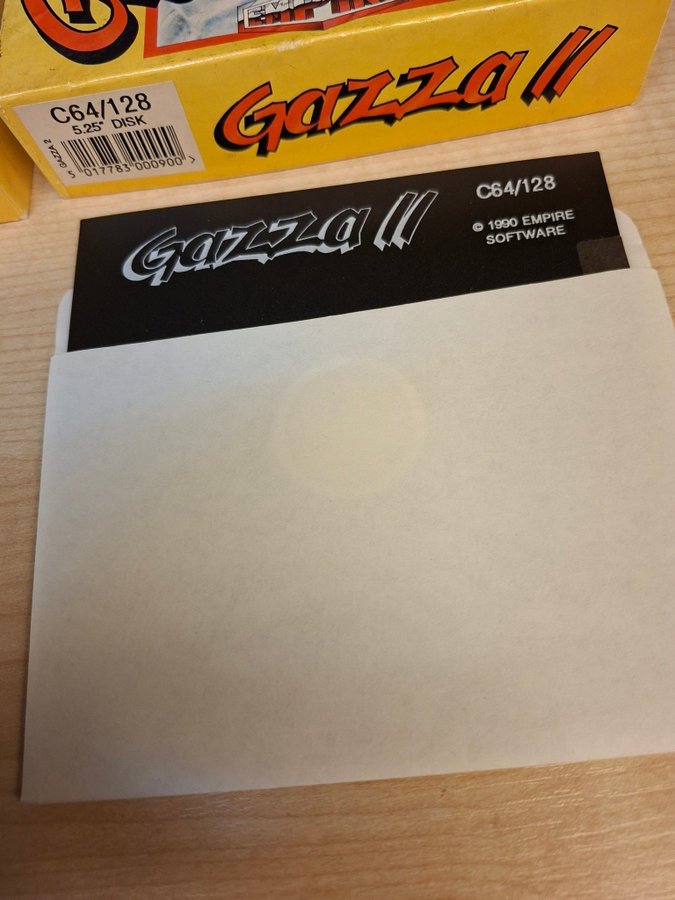 EMPIRE
C64/128
5.25" DISK
GAZZA 2
5 017783 000900 >
Gazza II
Gazza II
C64/128
© 1990 EMPIRE
SOFTWARE